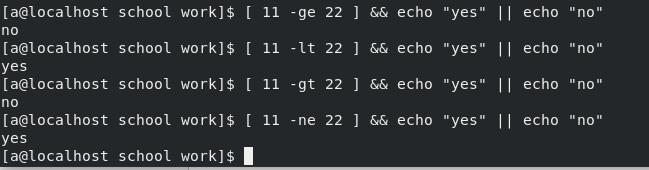 [a@localhost school work]$ [ 11 -ge 22 ] && echo "yes" || echo "no"
no
[a@localhost school work]$ [ 11 -lt 22 ] && echo "yes" || echo "no"
yes
[a@localhost school work]$ [ 11 -gt 22 ] && echo "yes" || echo "no"
no
[a@localhost school work]$ [ 11 -ne 22 ] && echo "yes" || echo "no"
yes
[a@localhost school work]$